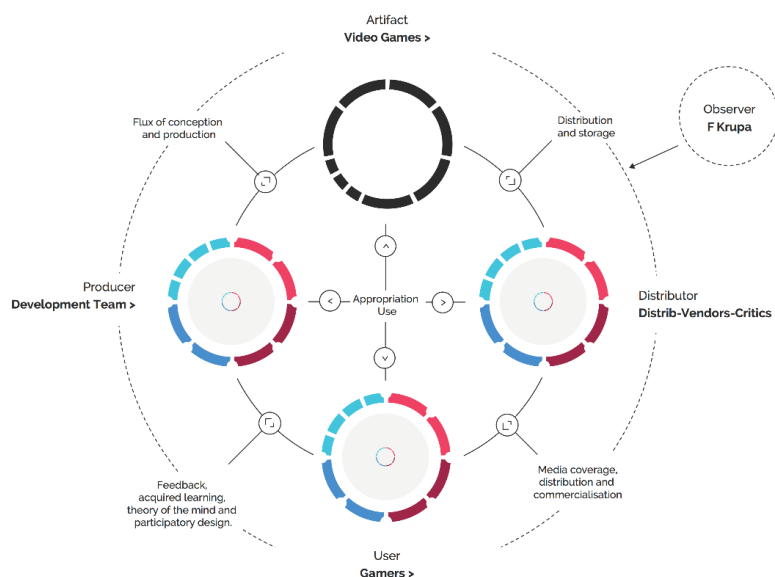 Artifact
Video Games >
Flux of conception
and production
Distribution
and storage
Observer
F Krupa
Producer
Development Team >
Appropriation
Use
Distributor
Distrib-Vendors-Critics
Feedback,
acquired learning,
theory of the mind and
participatory design.
Media coverage,
distribution and
commercialisation
User
Gamers >